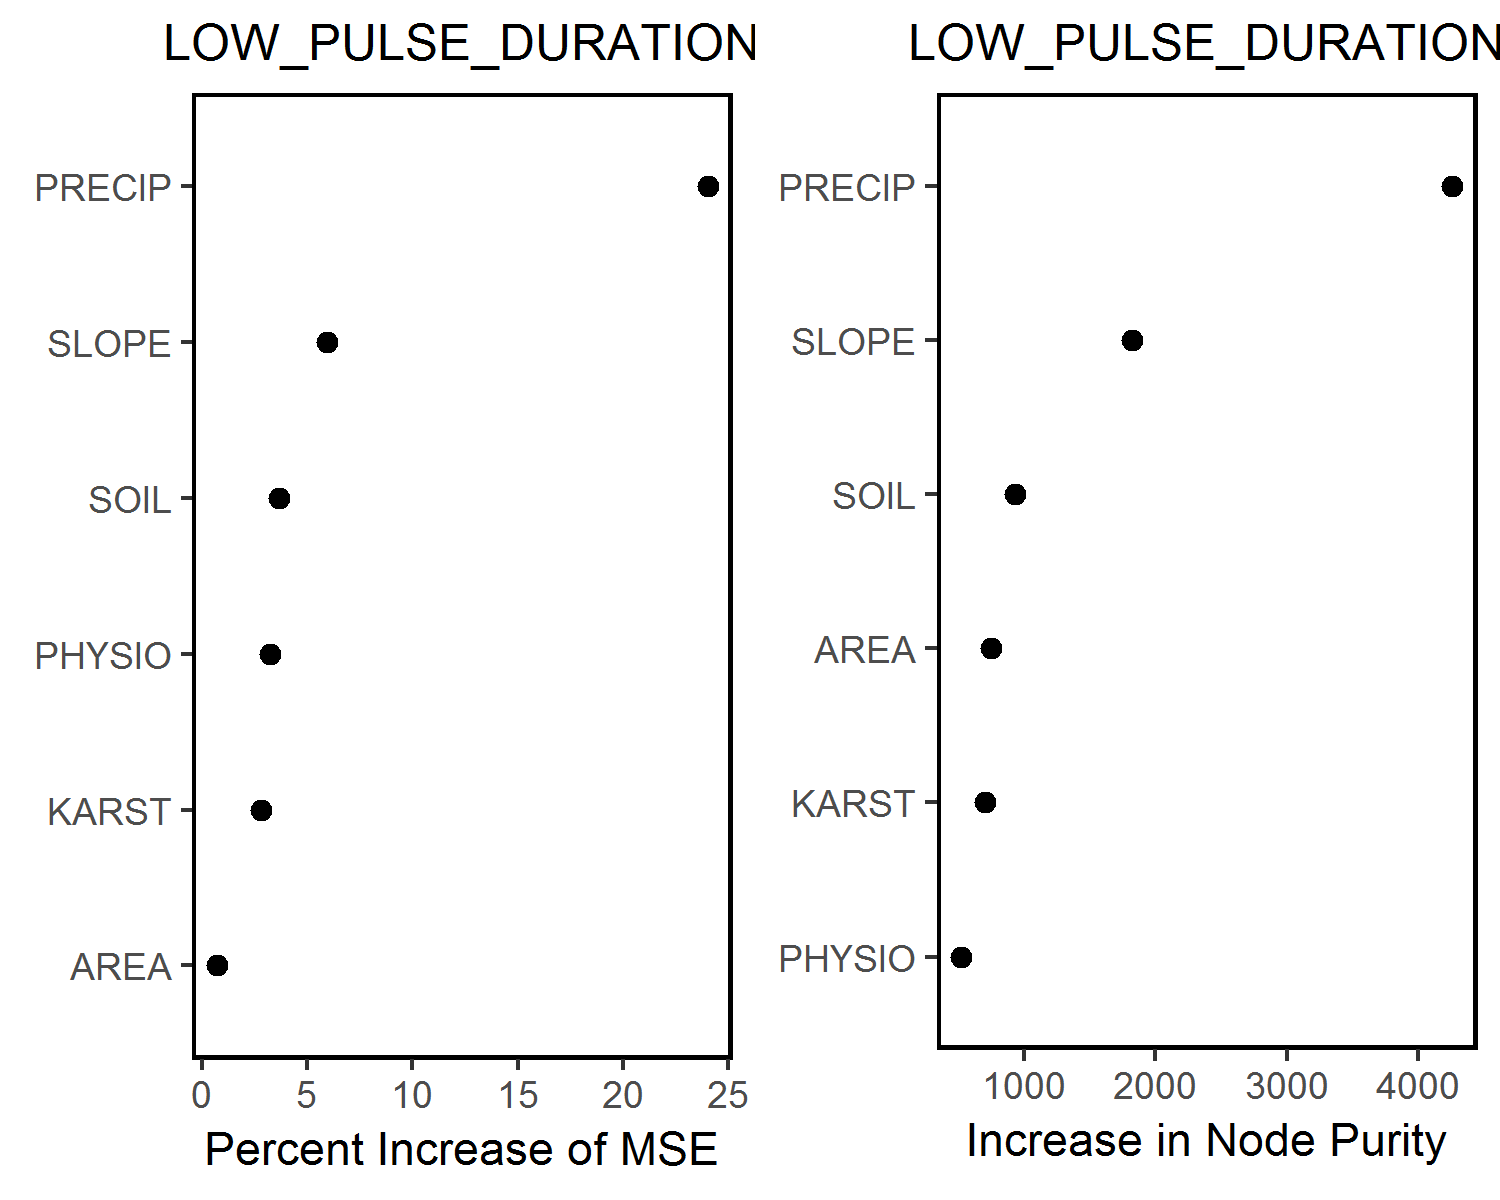 LOW_PULSE_DURATION
PRECIP
SLOPE
SOIL
PHYSIO
KARST
AREA
0 5 10 15 20 25
Percent Increase of MSE
LOW_PULSE_DURATION
PRECIP
SLOPE
SOIL
AREA
KARST
PHYSIO
1000 2000 3000 4000
Increase in Node Purity